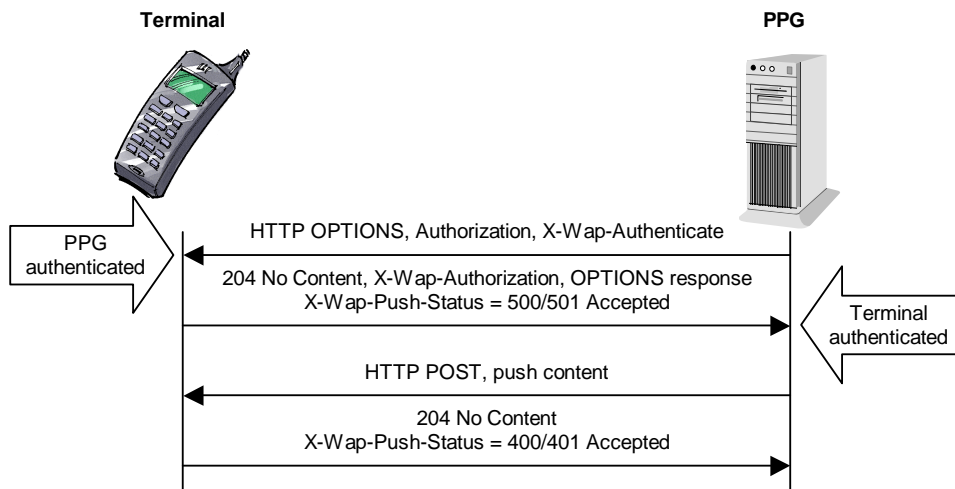 Terminal
PPG
HTTP OPTIONS, Authorization, X-Wap-Authenticate
PPG
authenticated
204 No Content, X-Wap-Authorization, OPTIONS response
X-Wap-Push-Status = 500/501 Accepted
Terminal
authenticated
HTTP POST, push content
204 No Content
X-Wap-Push-Status = 400/401 Accepted